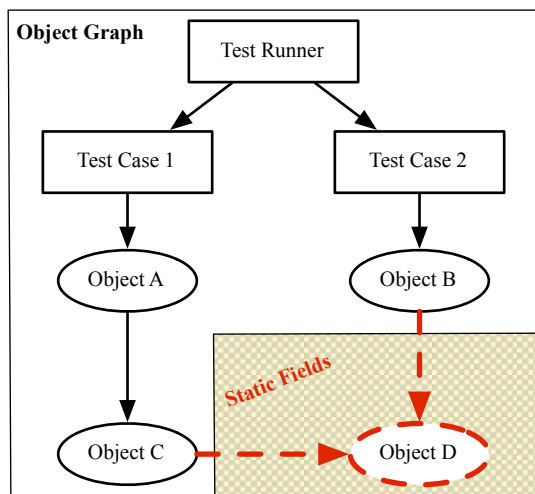 Object Graph
Test Runner
Test Case 1
Test Case 2
Object A
Object B
Static Fields
Object C
Object D